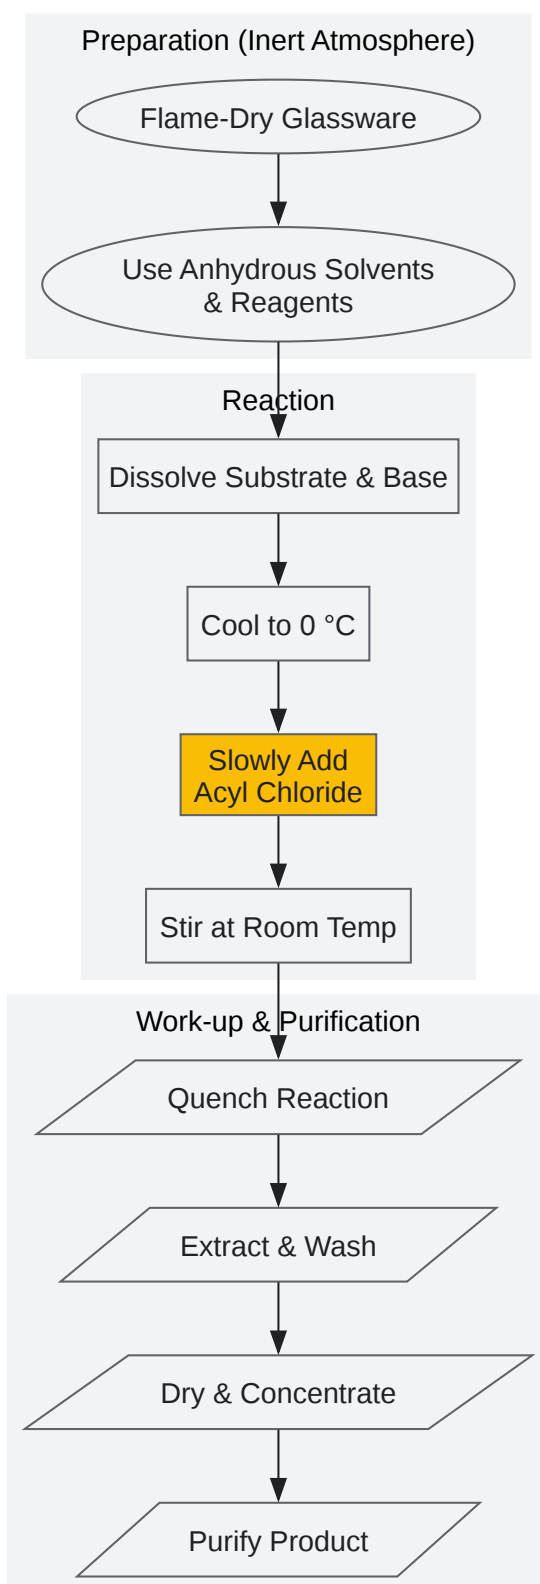 Preparation (Inert Atmosphere)
Flame-Dry Glassware
Use Anhydrous Solvents
& Reagents
Reaction
Dissolve Substrate & Base
Cool to 0 °C
Slowly Add
Acyl Chloride
Stir at Room Temp
Work-up & Purification
Quench Reaction
Extract & Wash
Dry & Concentrate
Purify Product